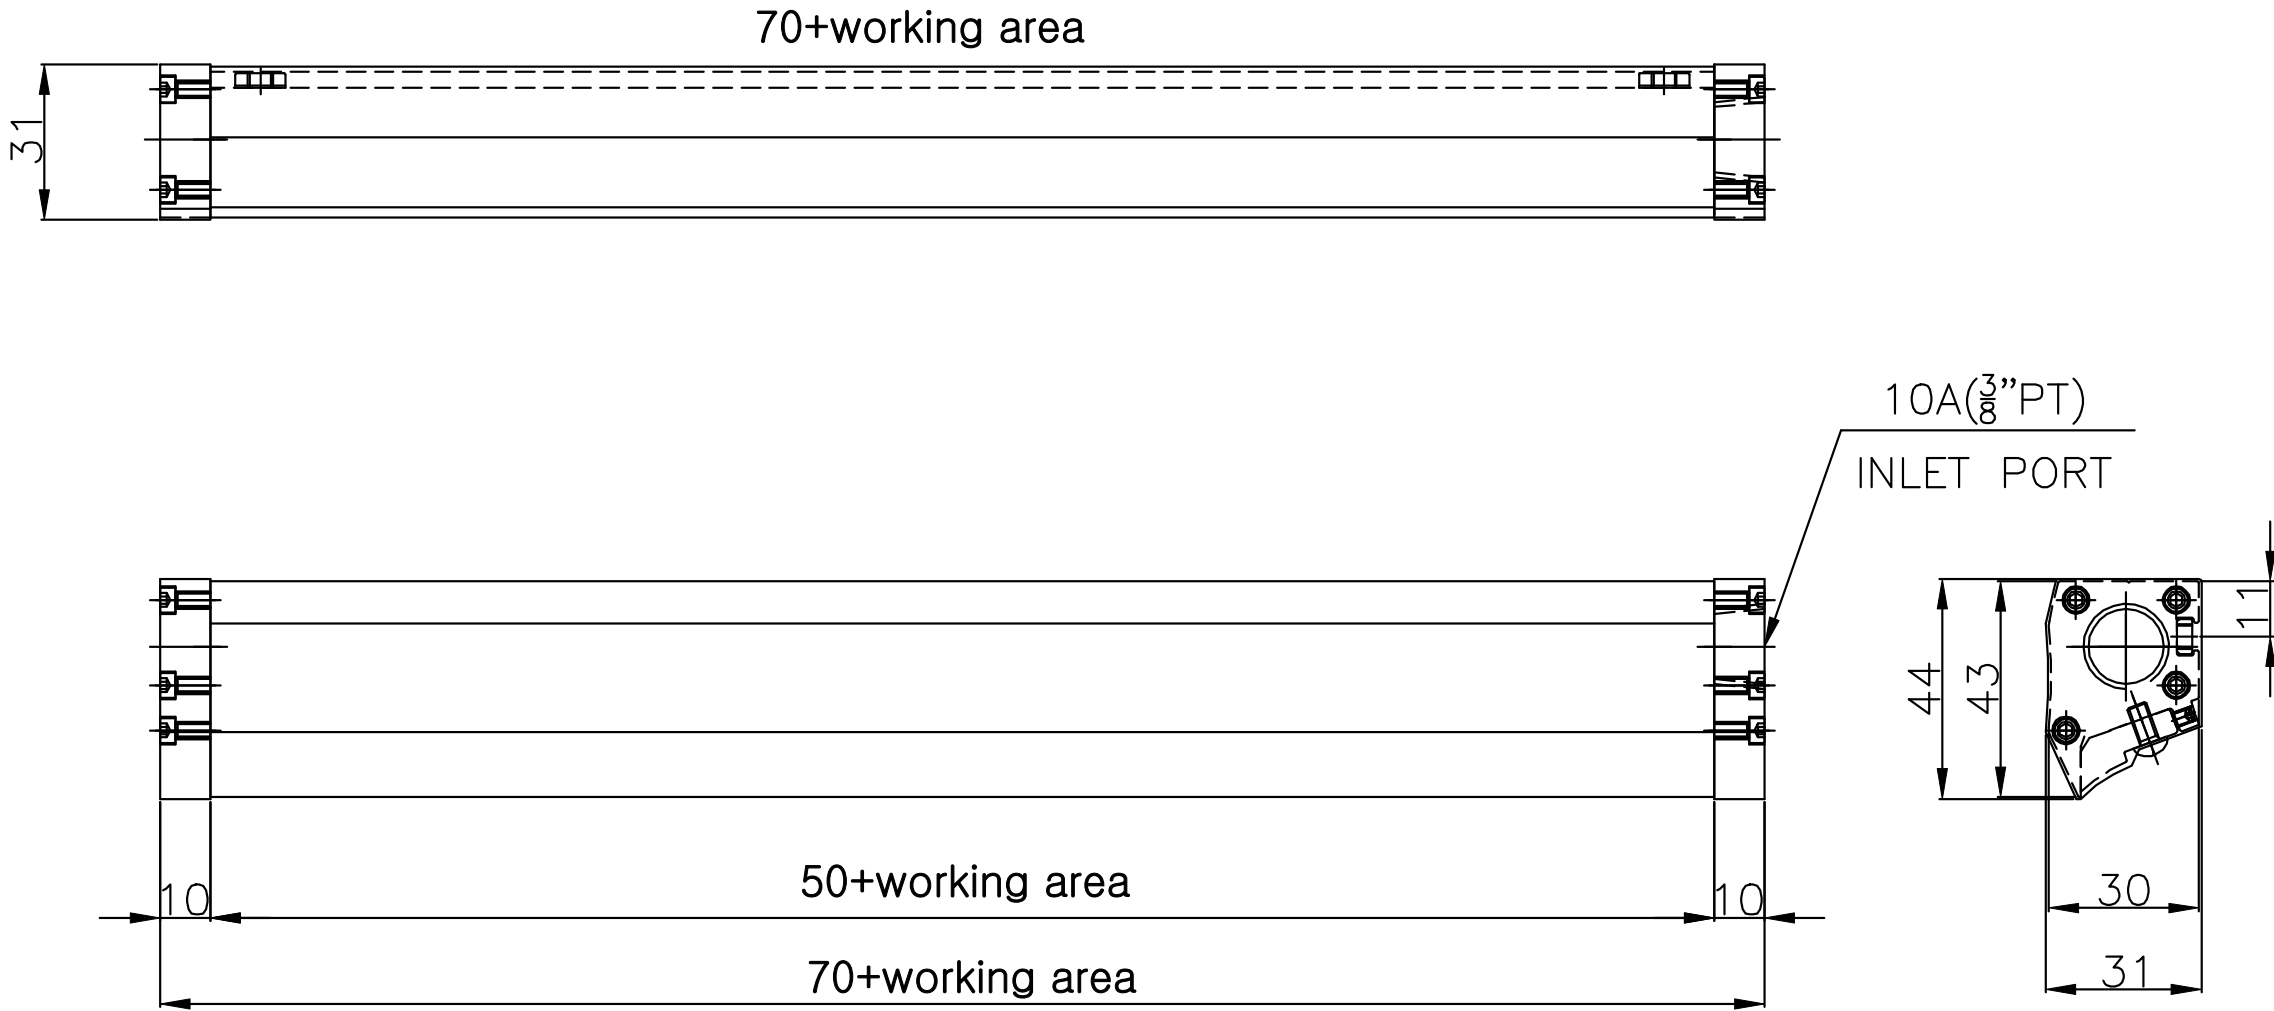 70+working area
31
10A(3/8”PT)
INLET PORT
11
44
43
50+working area
10
10
30
70+working area
31